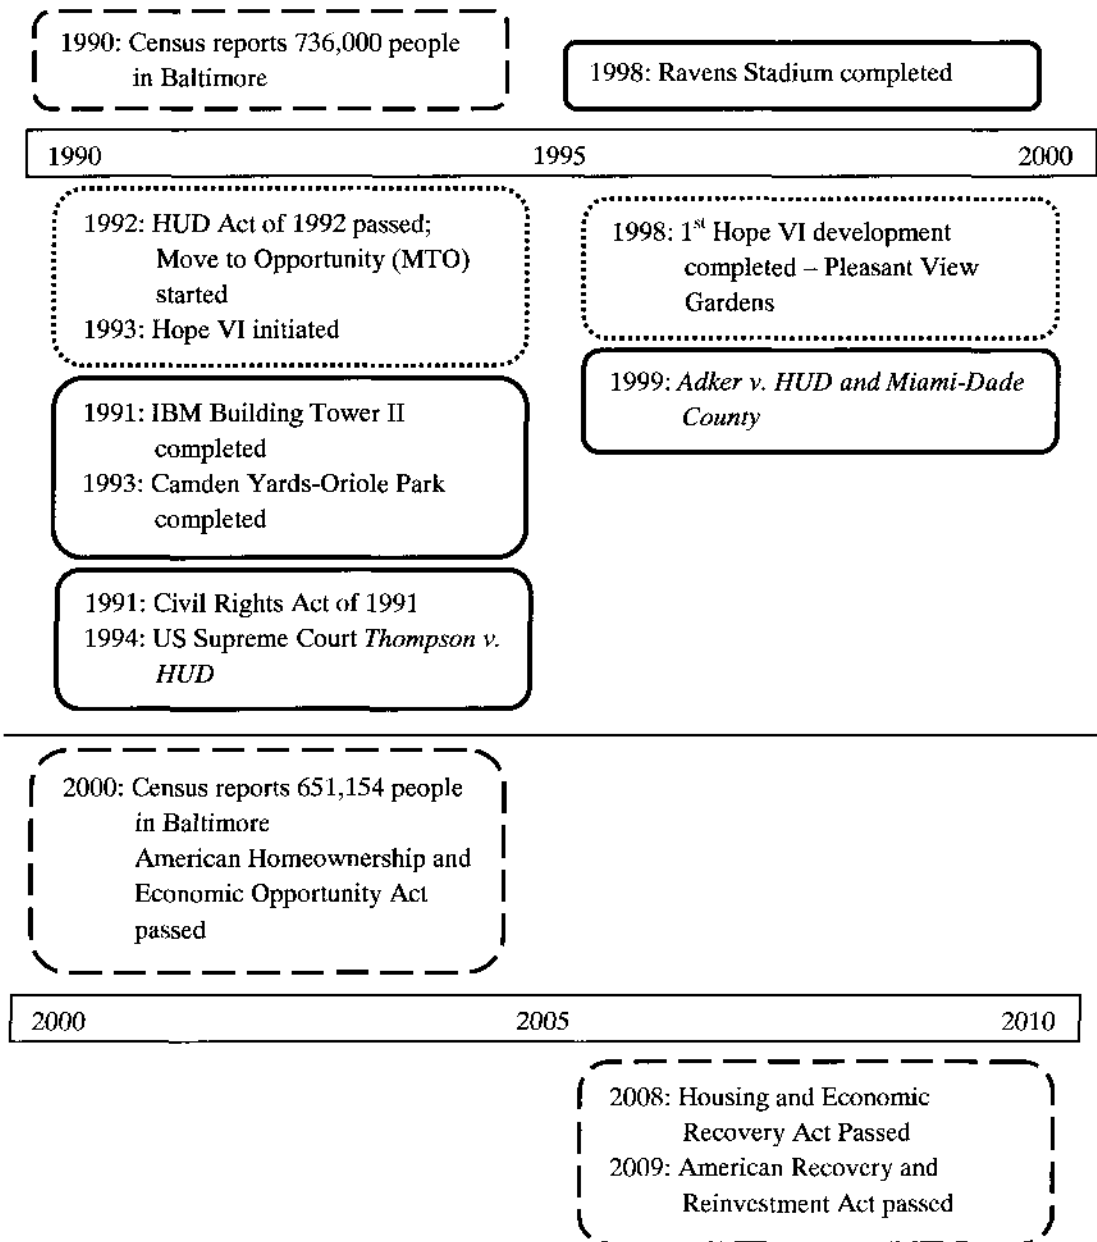 1990: Census reports 736,000 people
in Baltimore
1998: Ravens Stadium completed
1990 1995 2000
1992: HUD Act of 1992 passed;
Move to Opportunity (MTO)
started
1993: Hope VI initiated
1998: 1st Hope VI development
completed – Pleasant View
Gardens
1999: Adker v. HUD and Miami-Dade
County
1991: IBM Building Tower II
completed
1993: Camden Yards-Oriole Park
completed
1991: Civil Rights Act of 1991
1994: US Supreme Court Thompson v.
HUD
2000: Census reports 651,154 people
in Baltimore
American Homeownership and
Economic Opportunity Act
passed
2000 2005 2010
2008: Housing and Economic
Recovery Act Passed
2009: American Recovery and
Reinvestment Act passed